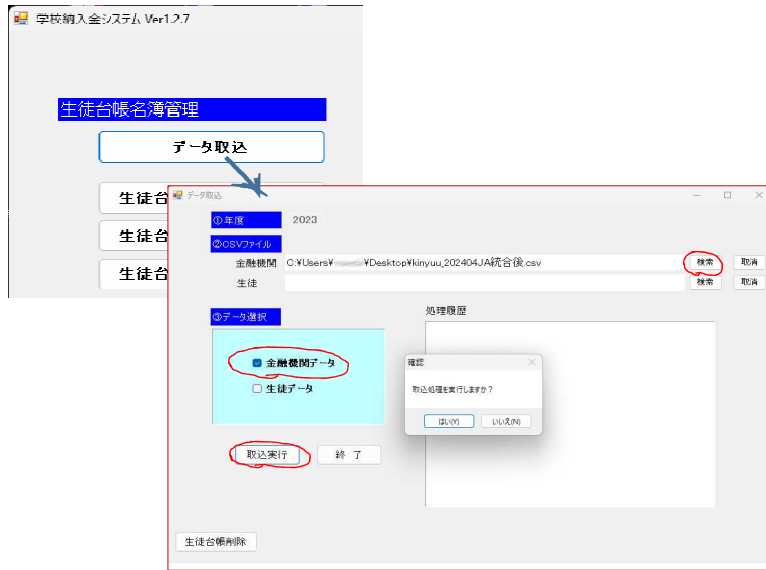 学校納入金システム Ver1.2.7
生徒台帳名簿管理
データ取込
生徒台
生徒台
生徒台
データ取込
①年度 2023
②CSVファイル
金融機関 C:¥Users¥ ¥Desktop¥kinyuu_202404JA統合後.csv 検索 取消
生徒 検索 取消
③データ選択 処理履歴
金融機関データ
生徒データ
確認
取込処理を実行しますか？
はい(Y) いいえ(N)
取込実行 終 了
生徒台帳削除